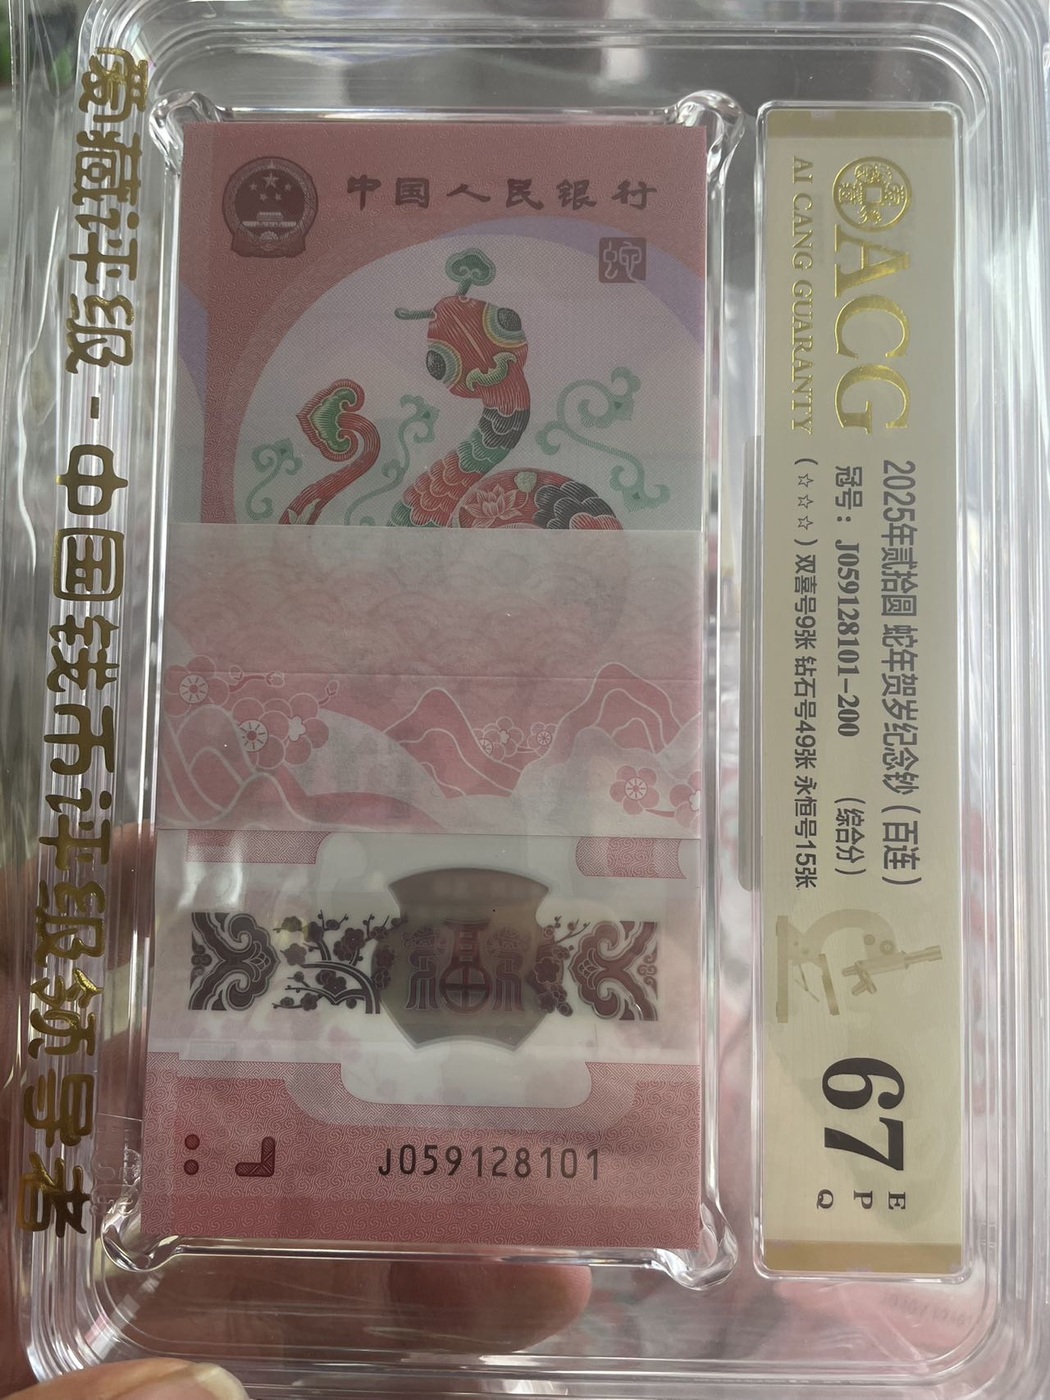 爱藏评级 - 中国钱币评级领导者
中国人民银行
蛇
J059128101
ACG
AI CANG GUARANTY
2025年贰拾圆 蛇年贺岁纪念钞（百连）
冠号：J059128101-200 （综合分）
（☆☆☆）双喜号9张 钻石号49张 永恒号15张
67
E
P
Q